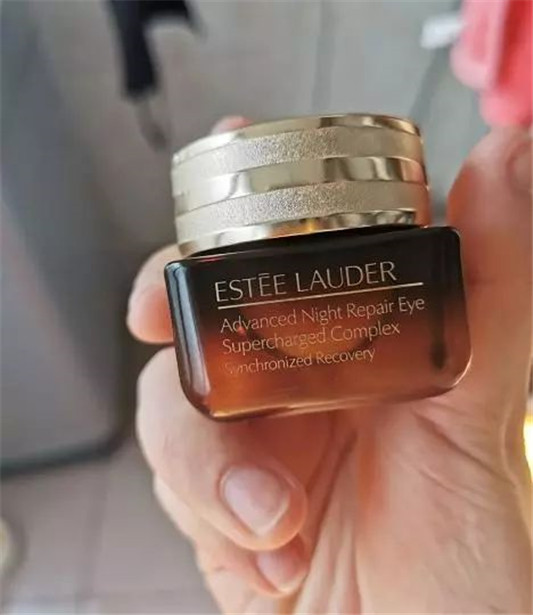 ESTĒE LAUDER
Advanced Night Repair Eye
Supercharged Complex
Synchronized Recovery